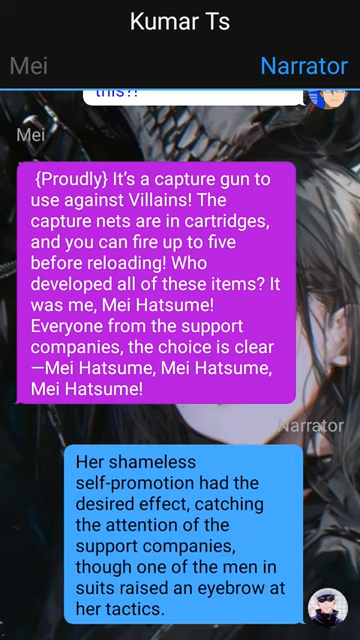 Kumar Ts
Mei
Narrator
this?!
Mei
{Proudly} It’s a capture gun to
use against Villains! The
capture nets are in cartridges,
and you can fire up to five
before reloading! Who
developed all of these items? It
was me, Mei Hatsume!
Everyone from the support
companies, the choice is clear
—Mei Hatsume, Mei Hatsume,
Mei Hatsume!
Narrator
Her shameless
self-promotion had the
desired effect, catching
the attention of the
support companies,
though one of the men in
suits raised an eyebrow at
her tactics.